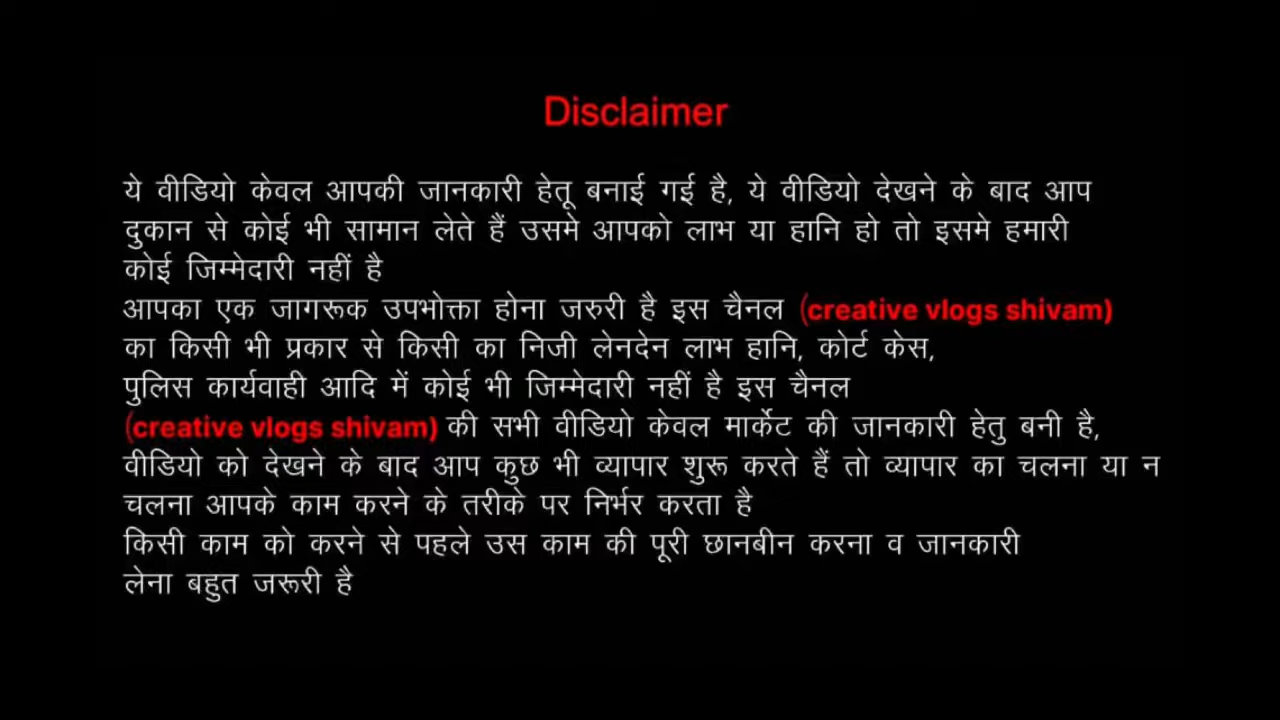 Disclaimer
ये वीडियो केवल आपकी जानकारी हेतू बनाई गई है, ये वीडियो देखने के बाद आप
दुकान से कोई भी सामान लेते हैं उसमे आपको लाभ या हानि हो तो इसमे हमारी
कोई जिम्मेदारी नहीं है
आपका एक जागरूक उपभोक्ता होना जरुरी है इस चैनल (creative vlogs shivam)
का किसी भी प्रकार से किसी का निजी लेनदेन लाभ हानि, कोर्ट केस,
पुलिस कार्यवाही आदि में कोई भी जिम्मेदारी नहीं है इस चैनल
(creative vlogs shivam) की सभी वीडियो केवल मार्केट की जानकारी हेतु बनी है,
वीडियो को देखने के बाद आप कुछ भी व्यापार शुरू करते हैं तो व्यापार का चलना या न
चलना आपके काम करने के तरीके पर निर्भर करता है
किसी काम को करने से पहले उस काम की पूरी छानबीन करना व जानकारी
लेना बहुत जरूरी है